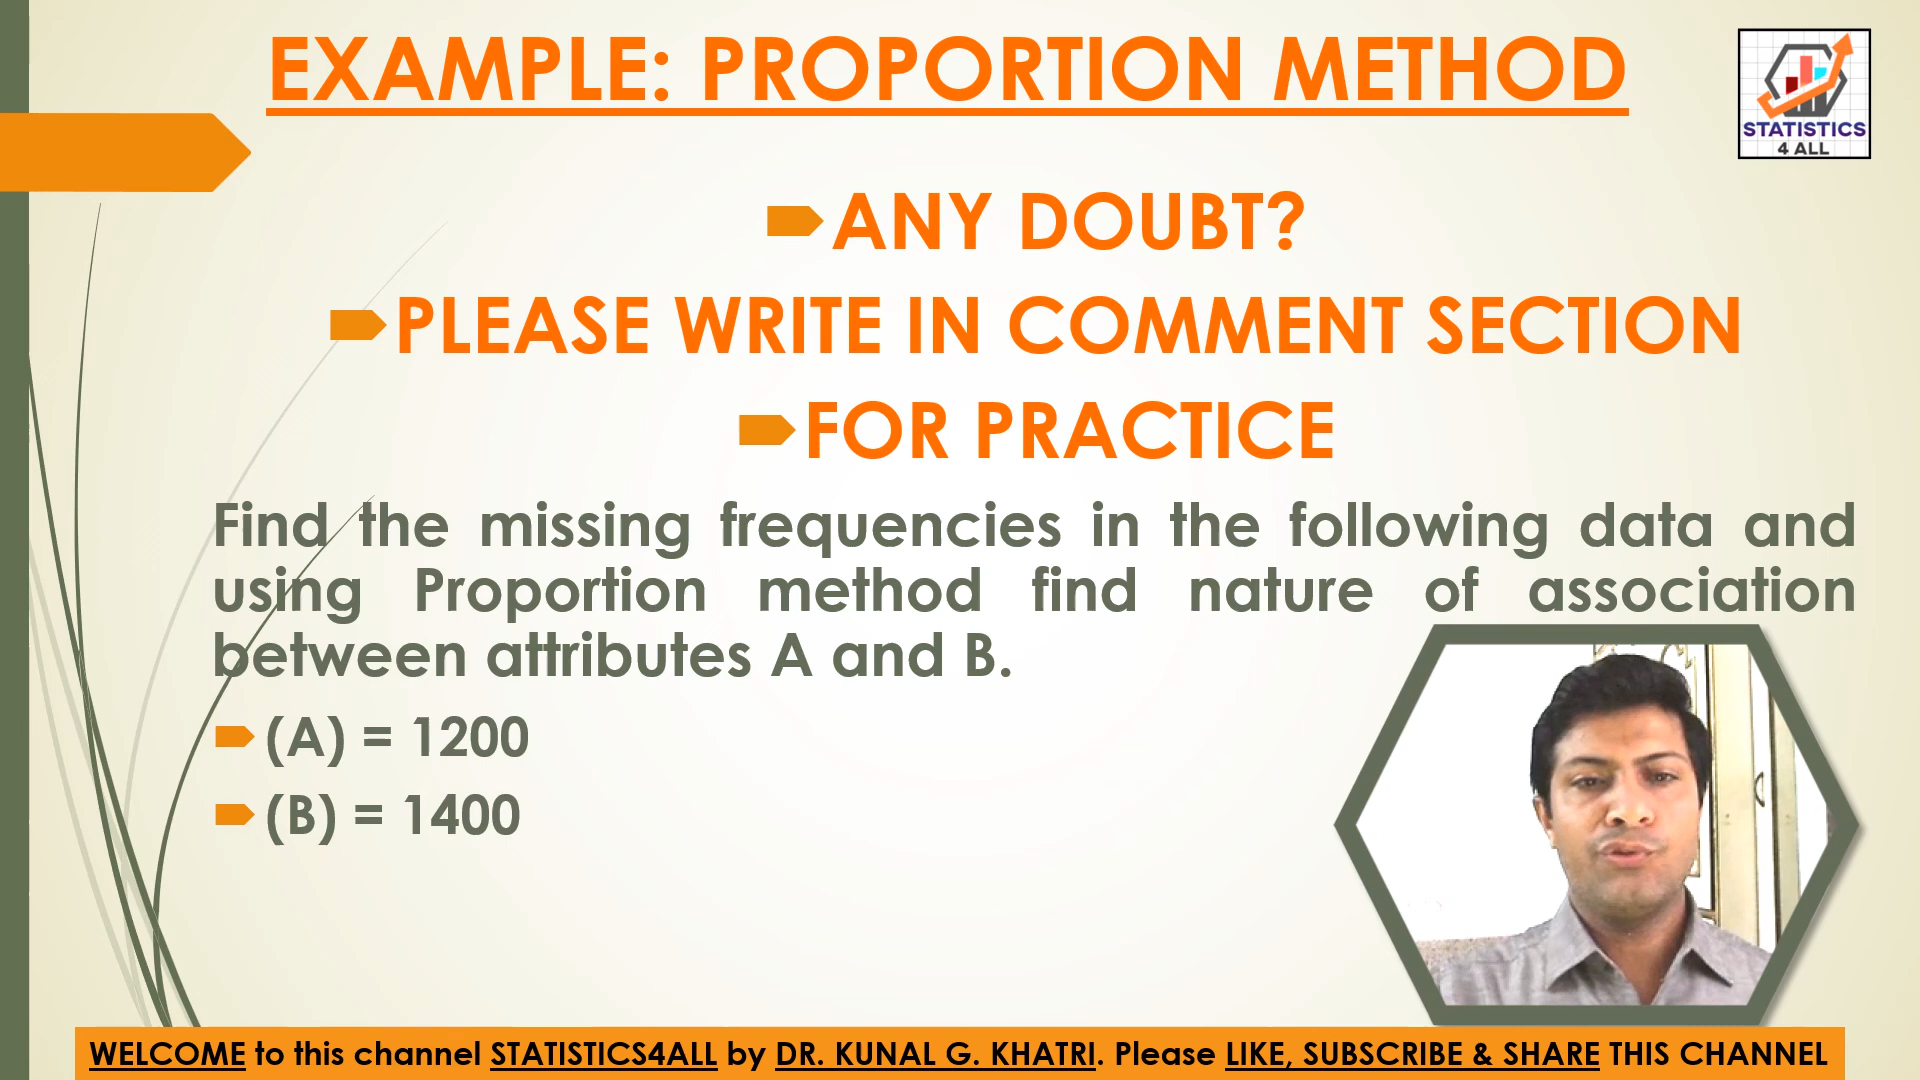 EXAMPLE: PROPORTION METHOD
STATISTICS
4 ALL
ANY DOUBT?
PLEASE WRITE IN COMMENT SECTION
FOR PRACTICE
Find the missing frequencies in the following data and
using Proportion method find nature of association
between attributes A and B.
(A) = 1200
(B) = 1400
WELCOME to this channel STATISTICS4ALL by DR. KUNAL G. KHATRI. Please LIKE, SUBSCRIBE & SHARE THIS CHANNEL